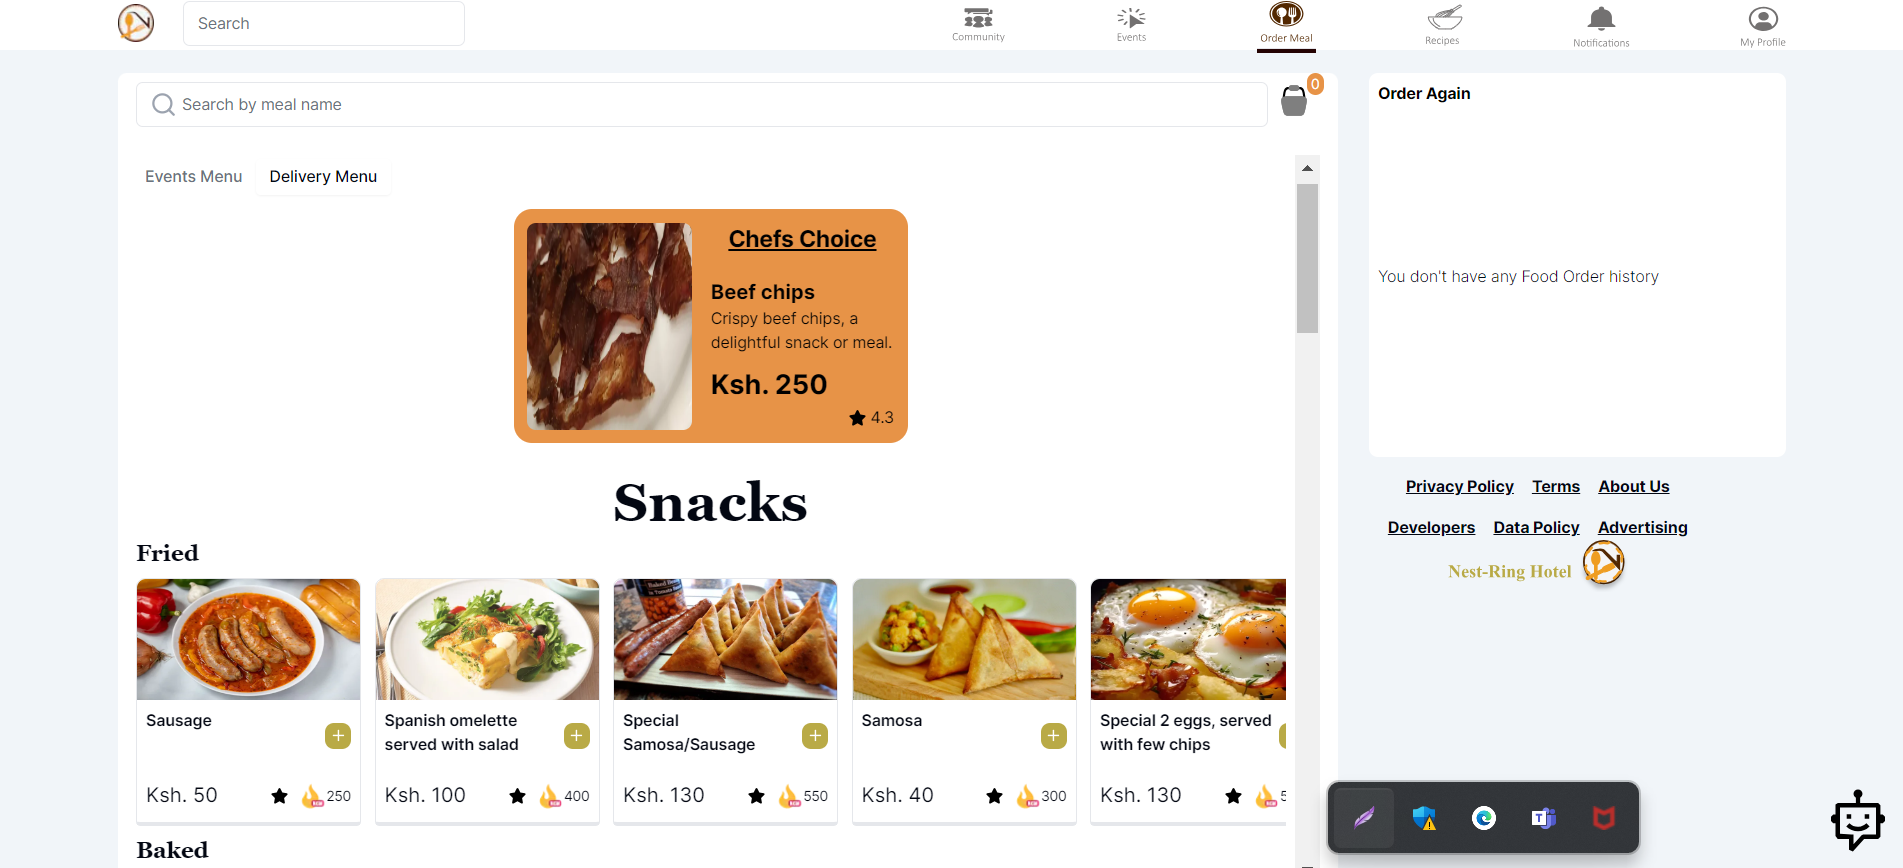 Search
Community
Events
Order Meal
Recipes
Notifications
My Profile
Search by meal name
0
Events Menu
Delivery Menu
Chefs Choice
Beef chips
Crispy beef chips, a
delightful snack or meal.
Ksh. 250
4.3
Snacks
Fried
Sausage
Ksh. 50
250
Spanish omelette
served with salad
Ksh. 100
400
Special
Samosa/Sausage
Ksh. 130
550
Samosa
Ksh. 40
300
Special 2 eggs, served
with few chips
Ksh. 130
Baked
Order Again
You don't have any Food Order history
Privacy Policy Terms About Us
Developers Data Policy Advertising
Nest-Ring Hotel